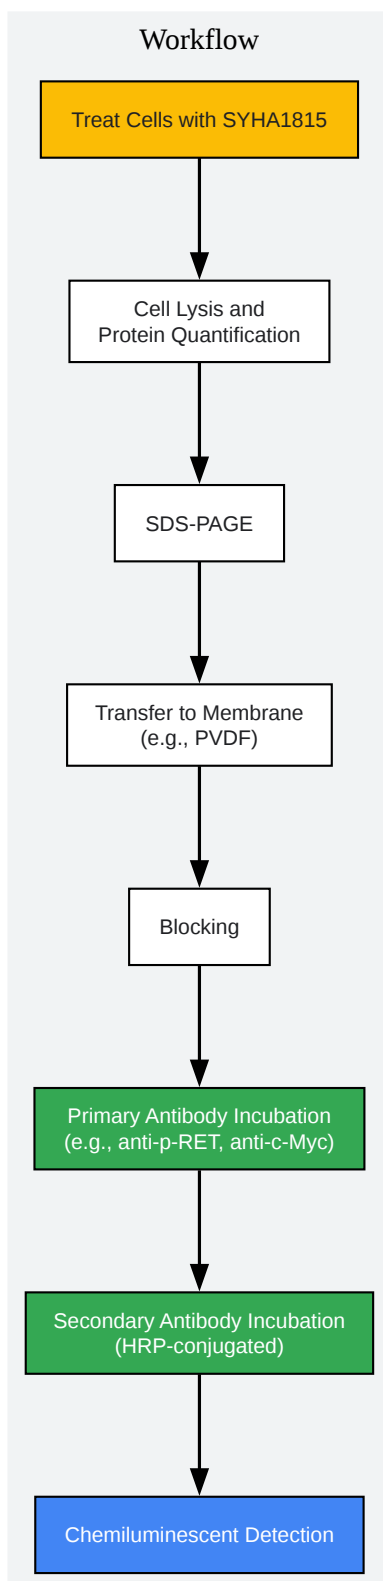 Workflow
Treat Cells with SYHA1815
Cell Lysis and
Protein Quantification
SDS-PAGE
Transfer to Membrane
(e.g., PVDF)
Blocking
Primary Antibody Incubation
(e.g., anti-p-RET, anti-c-Myc)
Secondary Antibody Incubation
(HRP-conjugated)
Chemiluminescent Detection